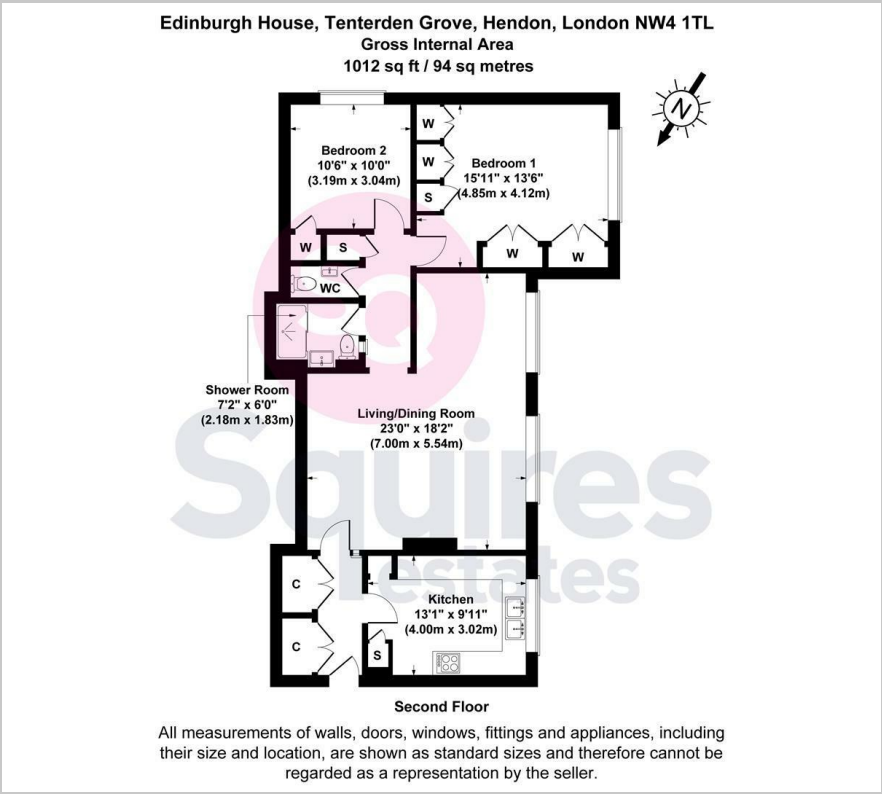 Edinburgh House, Tenterden Grove, Hendon, London NW4 1TL
Gross Internal Area
1012 sq ft / 94 sq metres
N
W
Bedroom 2
10'6" x 10'0"
(3.19m x 3.04m)
W
Bedroom 1
15'11" x 13'6"
(4.85m x 4.12m)
S
W
S
W
W
WC
SQ
Shower Room
7'2" x 6'0"
(2.18m x 1.83m)
Living/Dining Room
23'0" x 18'2"
(7.00m x 5.54m)
Squires
estates
C
Kitchen
13'1" x 9'11"
(4.00m x 3.02m)
C
S
Second Floor
All measurements of walls, doors, windows, fittings and appliances, including
their size and location, are shown as standard sizes and therefore cannot be
regarded as a representation by the seller.